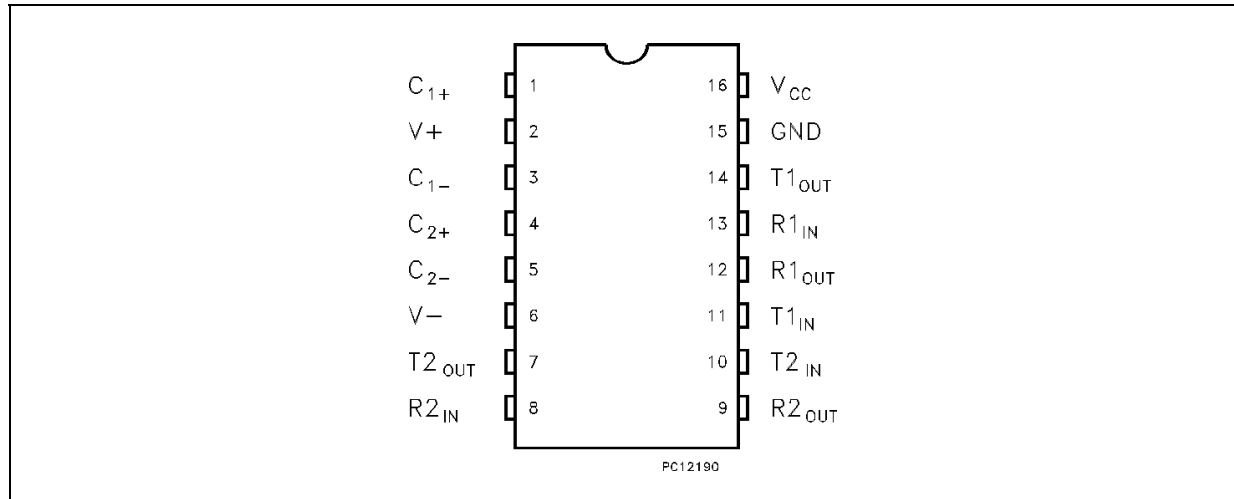 C1+ 1 16 VCC
V+ 2 15 GND
C1− 3 14 T1OUT
C2+ 4 13 R1IN
C2− 5 12 R1OUT
V− 6 11 T1IN
T2OUT 7 10 T2IN
R2IN 8 9 R2OUT
PC12190